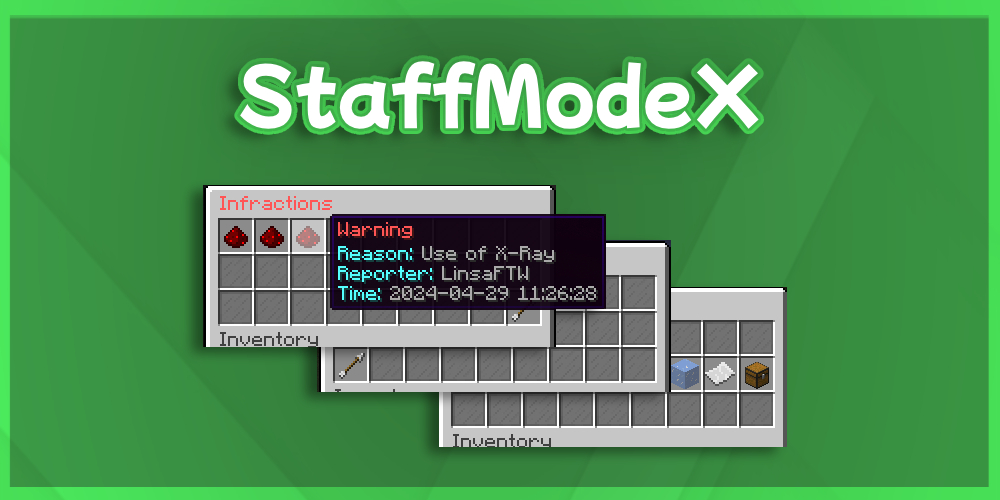 StaffModeX
Infractions
Warning
Reason: Use of X-Ray
Reporter: LinsaFTW
Time: 2024-04-29 11:26:28
Inventory
Inventory